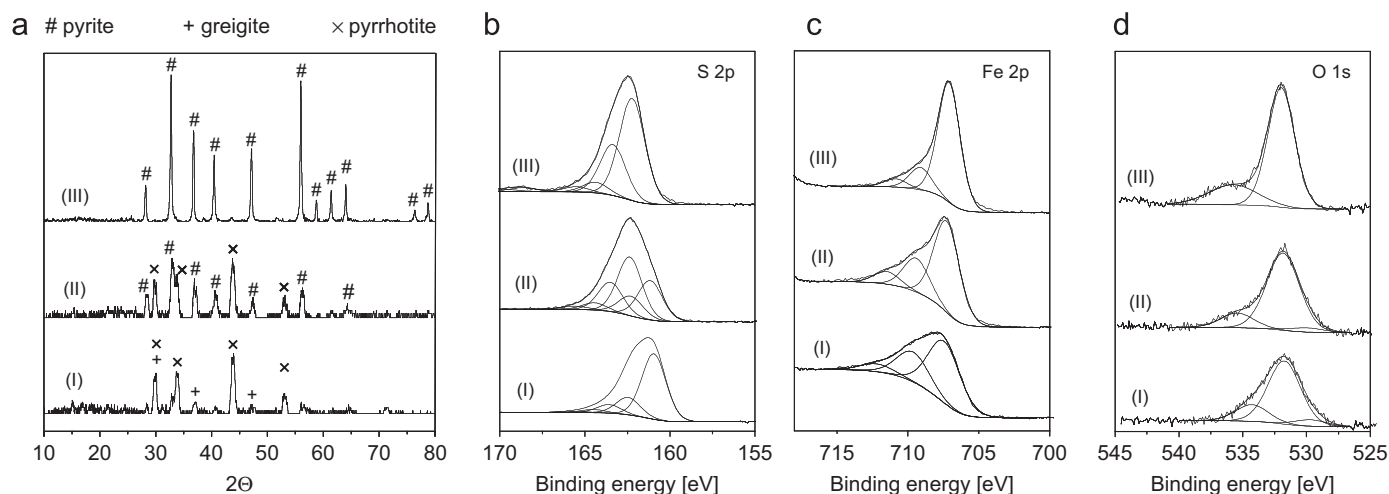 a # pyrite + greigite × pyrrhotite
b
c
d
# # # # # # # # # # #
(III)
# × # × # # × # × # #
(II)
× + × + × + ×
(I)
10 20 30 40 50 60 70 80
2Θ
S 2p
(III)
(II)
(I)
170 165 160 155
Binding energy [eV]
Fe 2p
(III)
(II)
(I)
715 710 705 700
Binding energy [eV]
O 1s
(III)
(II)
(I)
545 540 535 530 525
Binding energy [eV]